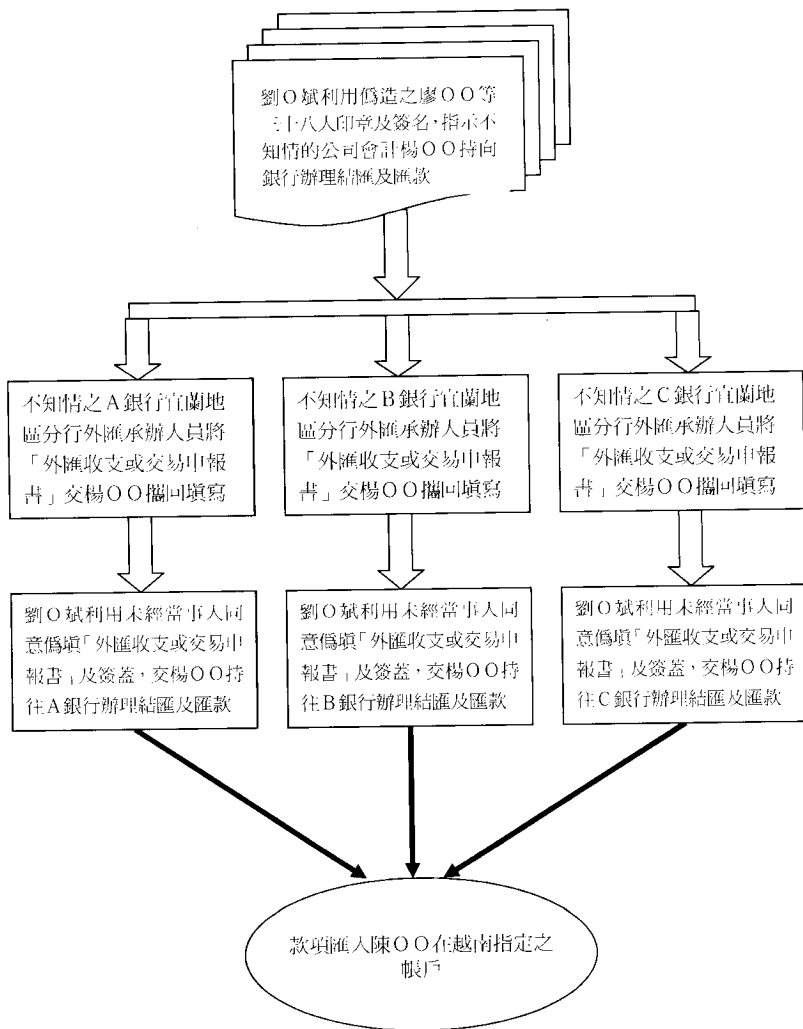 劉O斌利用偽造之廖OO等
三十八人印章及簽名，指示不
知情的公司會計楊OO持向
銀行辦理結匯及匯款
不知情之A銀行宜蘭地
區分行外匯承辦人員將
「外匯收支或交易申報
書」交楊OO攜回填寫
不知情之B銀行宜蘭地
區分行外匯承辦人員將
「外匯收支或交易申報
書」交楊OO攜回填寫
不知情之C銀行宜蘭地
區分行外匯承辦人員將
「外匯收支或交易申報
書」交楊OO攜回填寫
劉O斌利用未經當事人同
意偽填「外匯收支或交易申
報書」及簽蓋，交楊OO持
往A銀行辦理結匯及匯款
劉O斌利用未經當事人同
意偽填「外匯收支或交易申
報書」及簽蓋，交楊OO持
往B銀行辦理結匯及匯款
劉O斌利用未經當事人同
意偽填「外匯收支或交易申
報書」及簽蓋，交楊OO持
往C銀行辦理結匯及匯款
款項匯入陳OO在越南指定之
帳戶